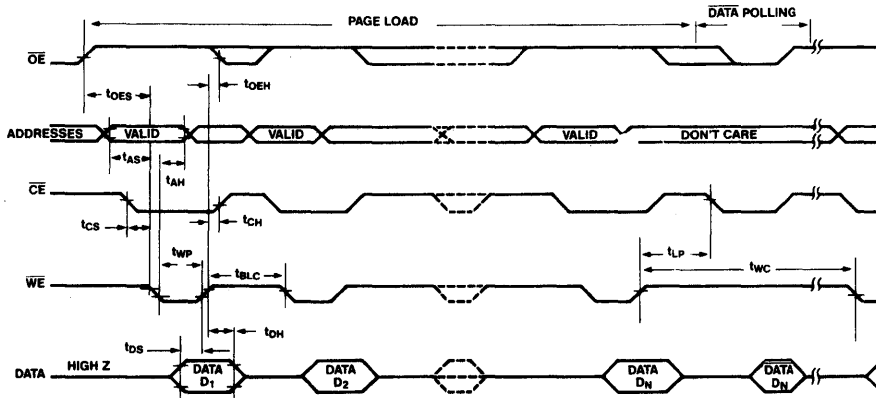 PAGE LOAD
DATA POLLING
OE
tOEH
tOES
ADDRESSES VALID VALID VALID DON'T CARE
tAS
tAH
CE
tCH
tCS
tWP
tBLC
tLP
tWC
WE
tDH
tDS
DATA HIGH Z
DATA D1
DATA D2
DATA DN
DATA DN